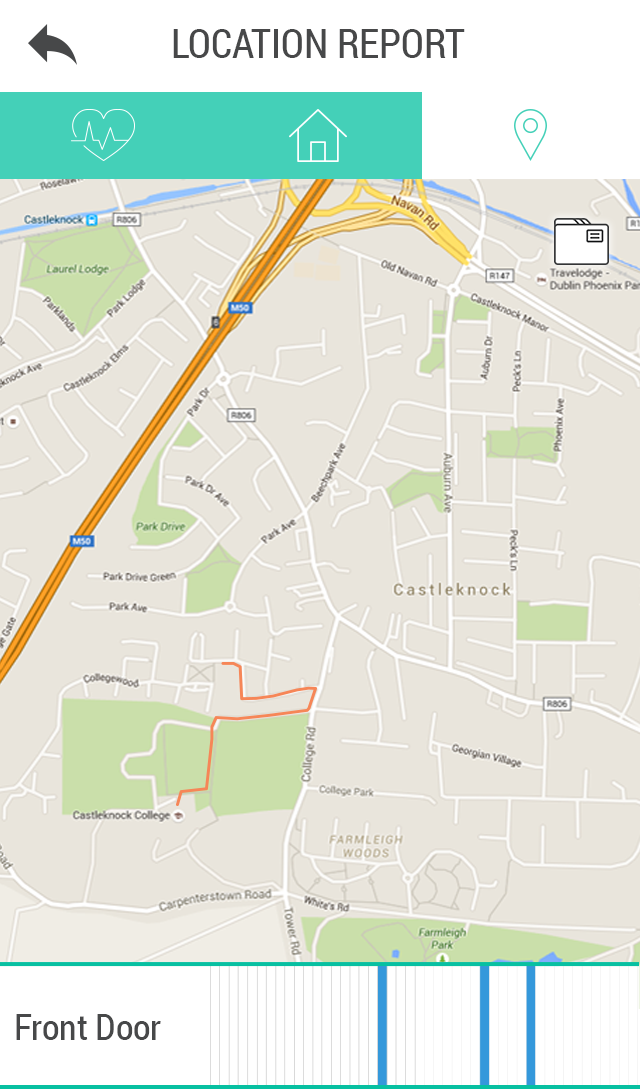 LOCATION REPORT
Castleknock
R806
Navan Rd
Laurel Lodge
Old Navan Rd
R147
Travelodge -
Dublin Phoenix Par
Parklands
Park Lodge
M50
6
Castleknock Manor
Castleknock Elms
knock Ave
Auburn Dr
Peck's Ln
Park Dr
R806
Phoenix Ave
Beechpark Ave
Auburn Ave
Park Dr Ave
Park Drive
Park Ave
Peck's Ln
M50
Park Drive Green
Castleknock
Park Ave
Collegewood
R806
College Rd
Georgian Village
College Park
Castleknock College
FARMLEIGH
WOODS
Carpenterstown Road
White's Rd
Tower Rd
Farmleigh
Park
Front Door